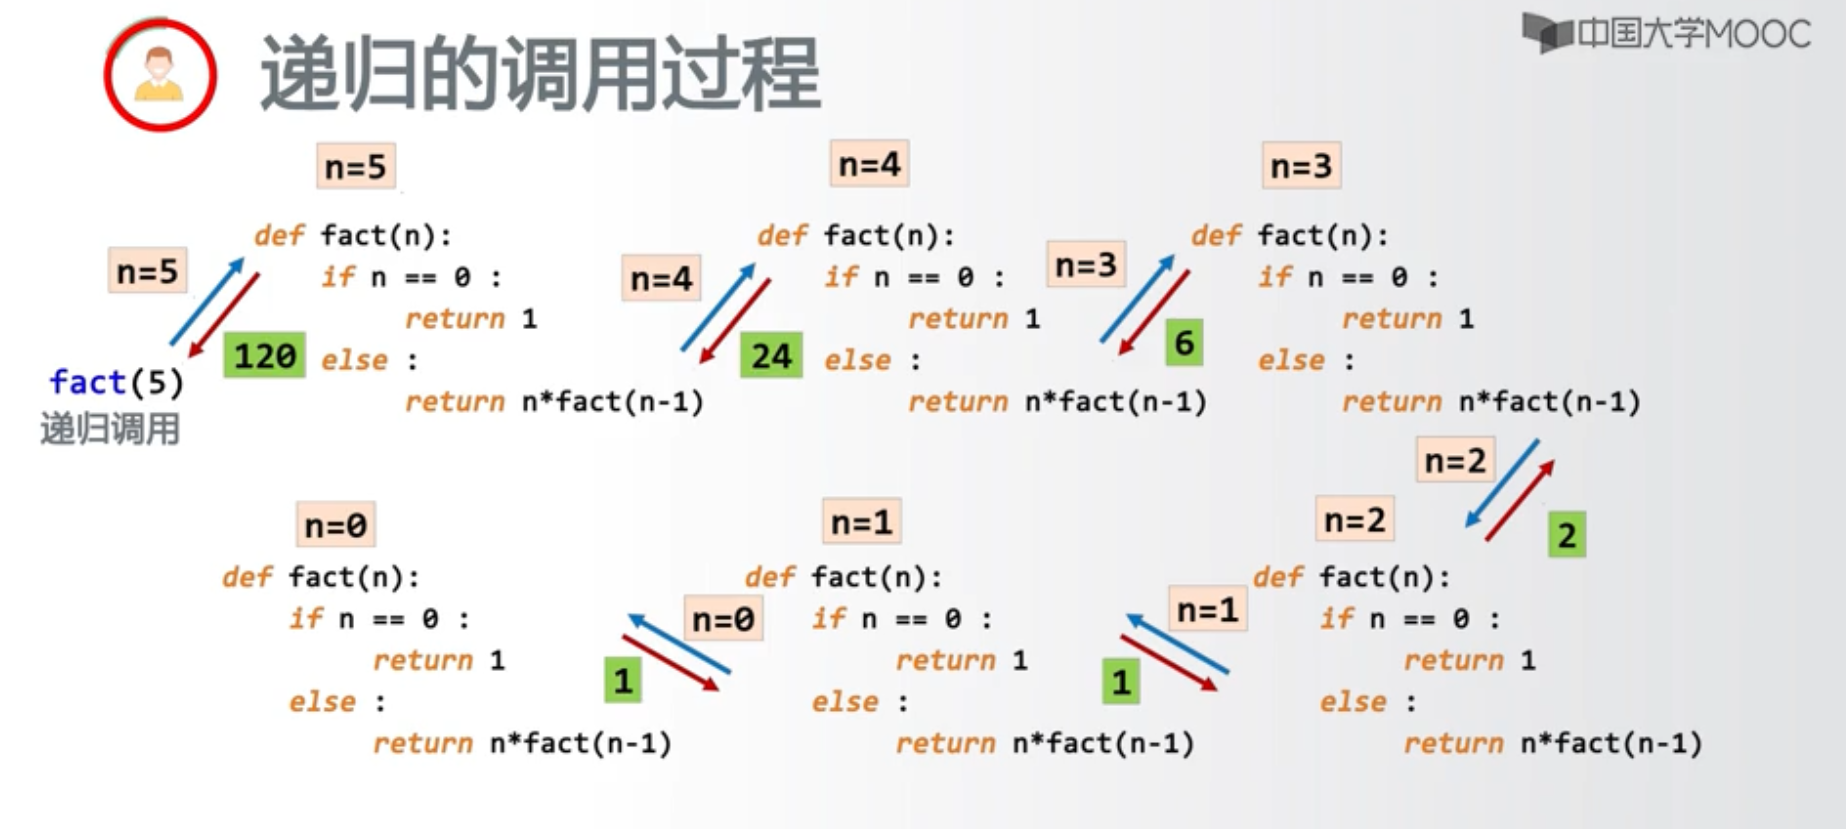 中国大学MOOC
递归的调用过程
n=5
n=4
n=3
n=5
def fact(n):
if n == 0 :
return 1
else :
return n*fact(n-1)
120
fact(5)
递归调用
n=4
def fact(n):
if n == 0 :
return 1
else :
return n*fact(n-1)
24
n=3
def fact(n):
if n == 0 :
return 1
else :
return n*fact(n-1)
6
n=2
2
n=2
def fact(n):
if n == 0 :
return 1
else :
return n*fact(n-1)
n=1
1
n=1
def fact(n):
if n == 0 :
return 1
else :
return n*fact(n-1)
n=0
1
n=0
def fact(n):
if n == 0 :
return 1
else :
return n*fact(n-1)